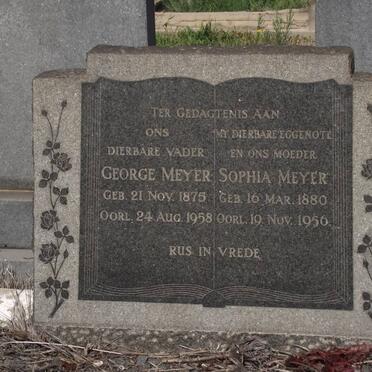 TER GEDAGTENIS AAN
ONS
DIERBARE VADER
GEORGE MEYER
GEB. 21 NOV. 1875
OORL. 24 AUG. 1958
MY DIERBARE EGGENOTE
EN ONS MOEDER
SOPHIA MEYER
GEB. 16 MAR. 1880
OORL. 19 NOV. 1956.
RUS IN VREDE